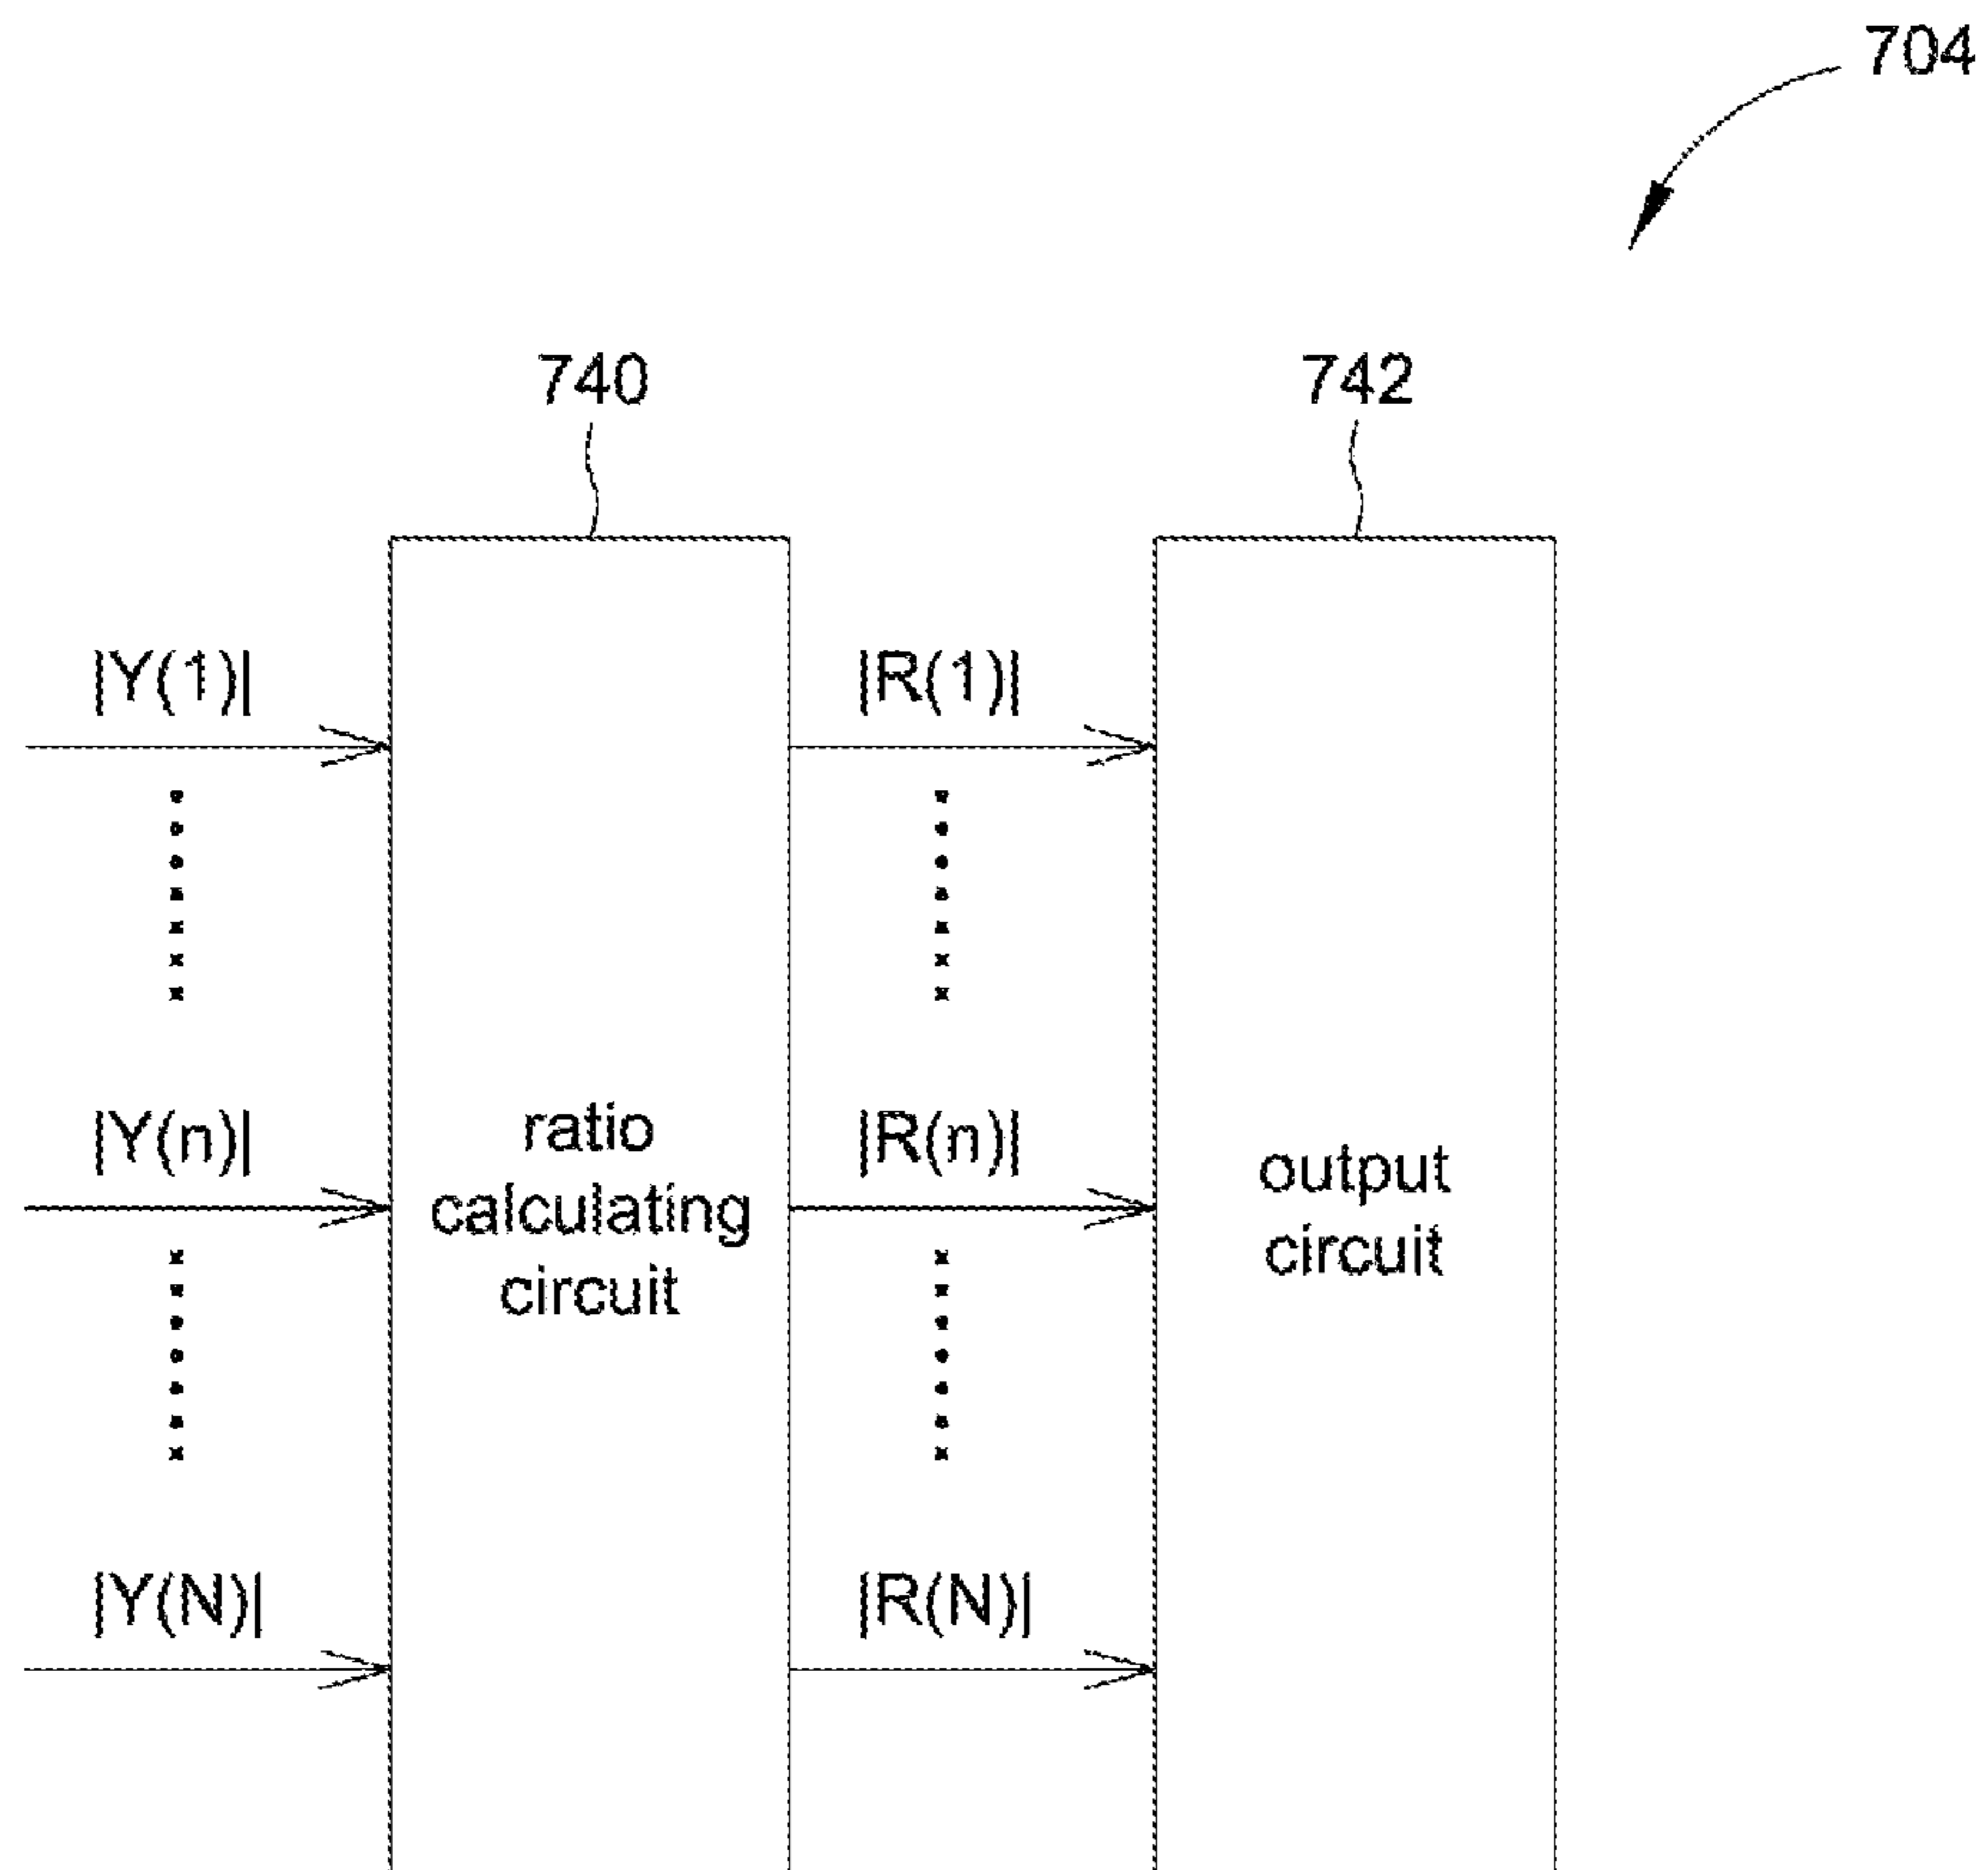 704
740
742
|Y(1)|
|R(1)|
|Y(n)|
|R(n)|
ratio
calculating
circuit
output
circuit
|Y(N)|
|R(N)|